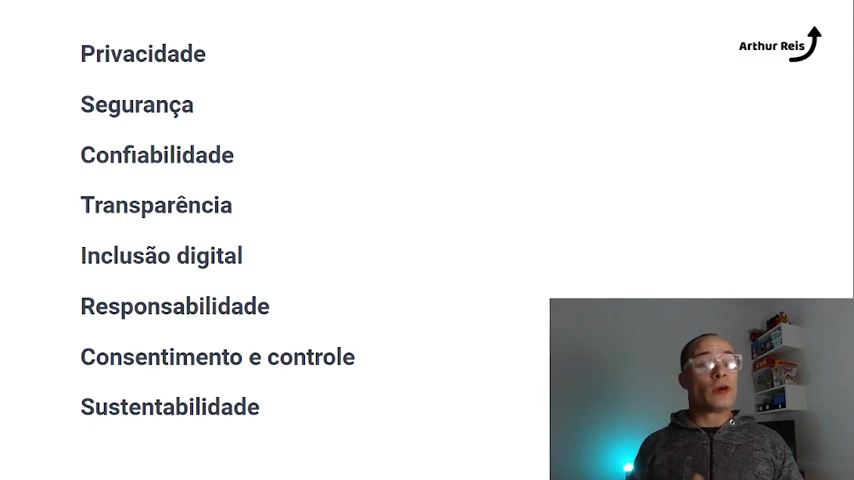 Arthur Reis
Privacidade
Segurança
Confiabilidade
Transparência
Inclusão digital
Responsabilidade
Consentimento e controle
Sustentabilidade